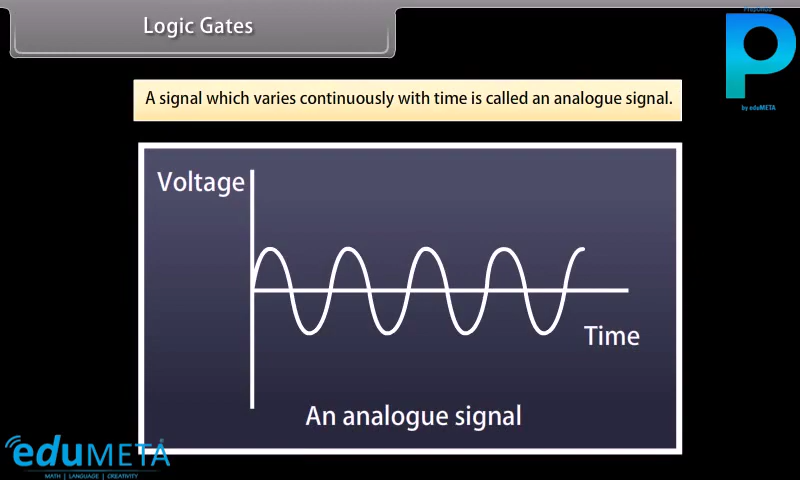 Logic Gates
PrepOnGo
by eduMETA
A signal which varies continuously with time is called an analogue signal.
Voltage
Time
An analogue signal
eduMETA
MATH | LANGUAGE | CREATIVITY